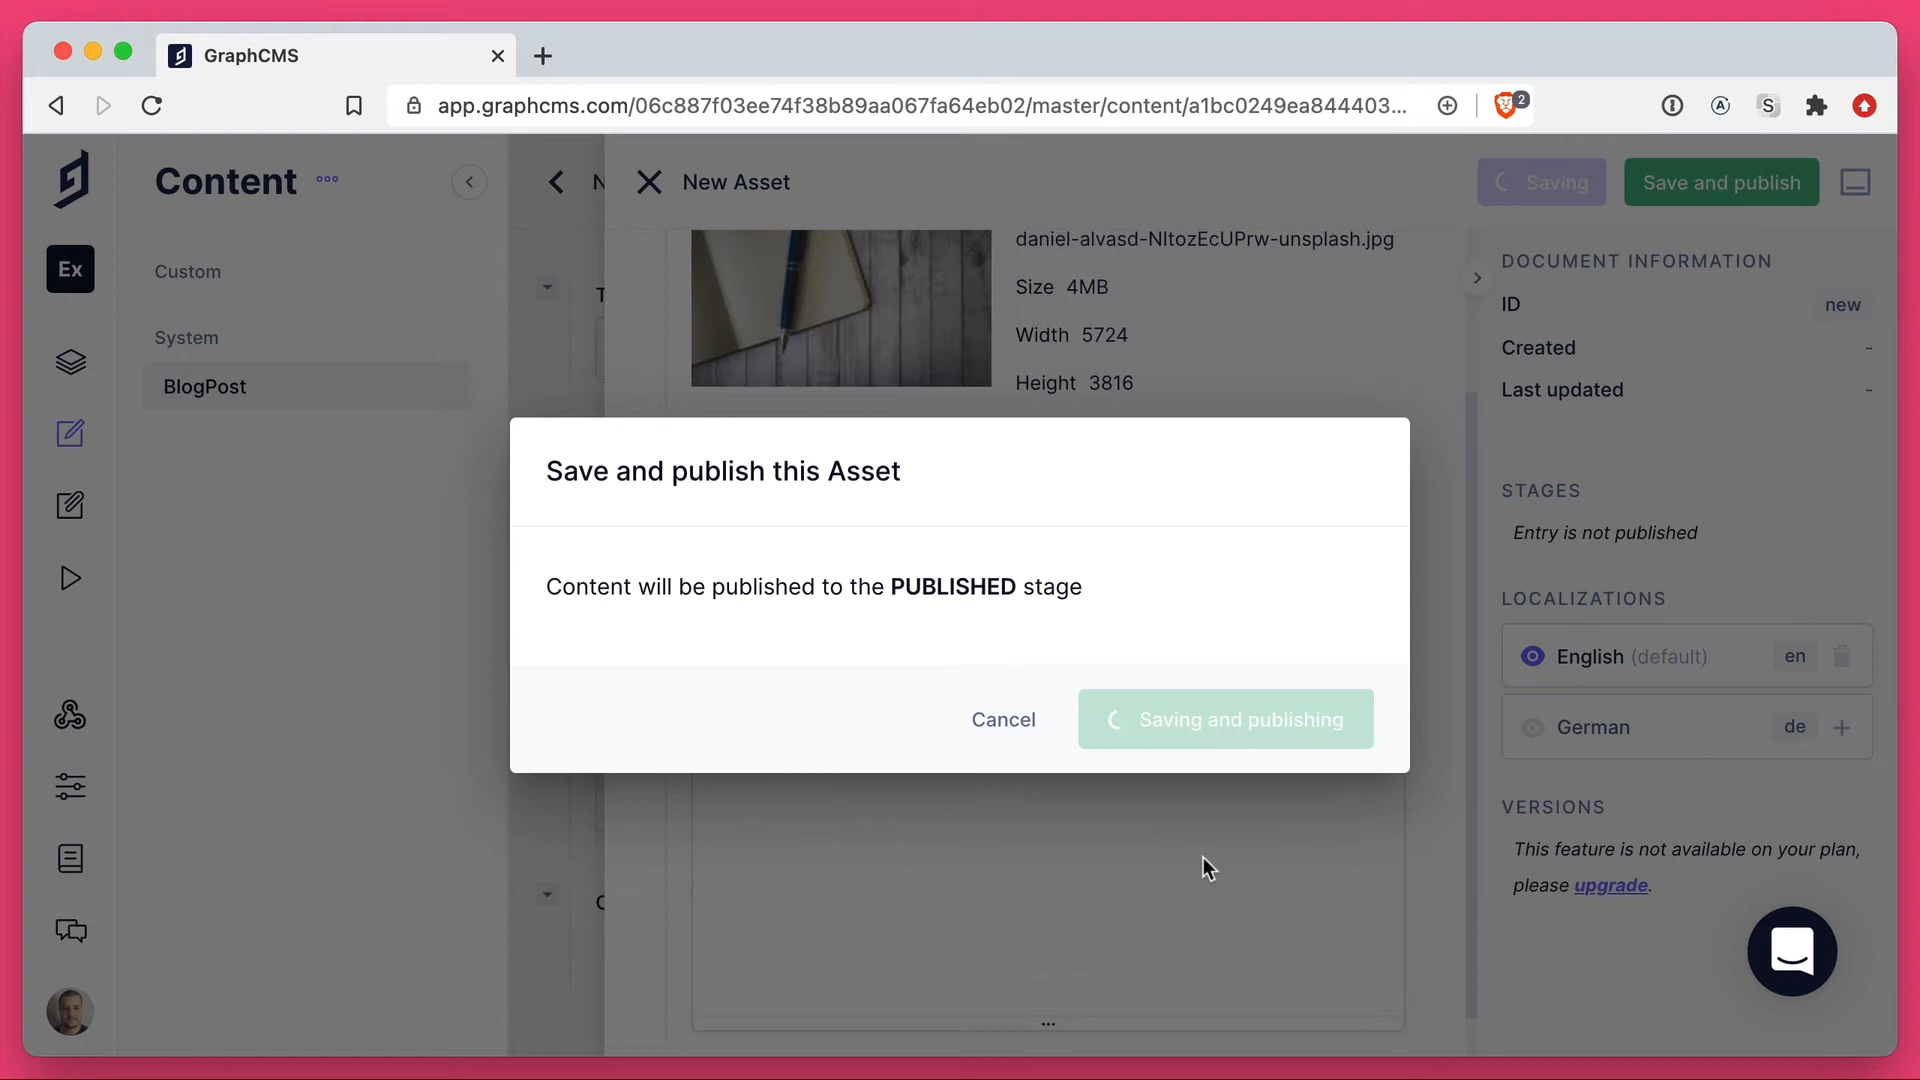 GraphCMS
app.graphcms.com/06c887f03ee74f38b89aa067fa64eb02/master/content/a1bc0249ea844403...
2
Content
N
New Asset
Saving
Save and publish
Ex
Custom
System
BlogPost
T
daniel-alvasd-NItozEcUPrw-unsplash.jpg
Size 4MB
Width 5724
Height 3816
DOCUMENT INFORMATION
ID new
Created -
Last updated -
Save and publish this Asset
Content will be published to the PUBLISHED stage
Cancel
Saving and publishing
STAGES
Entry is not published
LOCALIZATIONS
English (default) en
German de
VERSIONS
This feature is not available on your plan,
please upgrade.